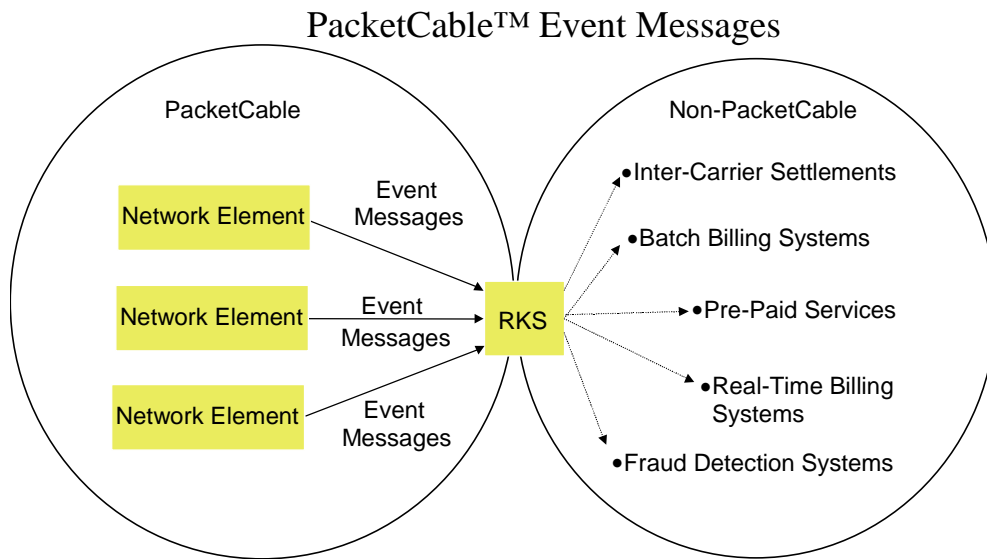 PacketCable™ Event Messages
PacketCable
Non-PacketCable
Network Element
Event
Messages
Network Element
Event
Messages
Network Element
Event
Messages
RKS
•Inter-Carrier Settlements
•Batch Billing Systems
•Pre-Paid Services
•Real-Time Billing
Systems
•Fraud Detection Systems